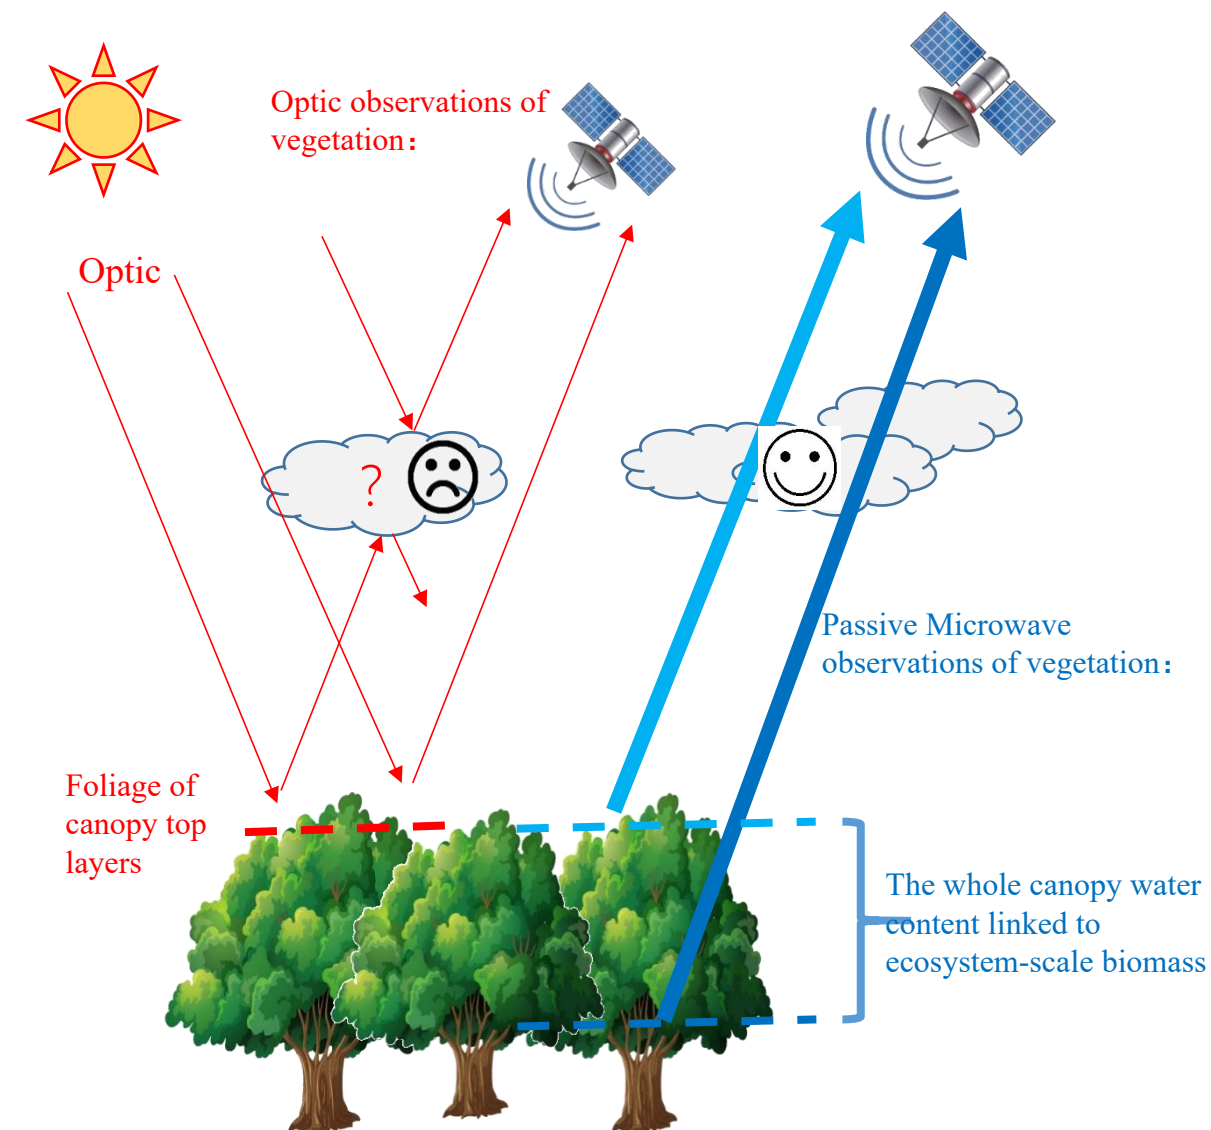 Optic observations of
vegetation：
Optic
?
Passive Microwave
observations of vegetation：
Foliage of
canopy top
layers
The whole canopy water
content linked to
ecosystem-scale biomass